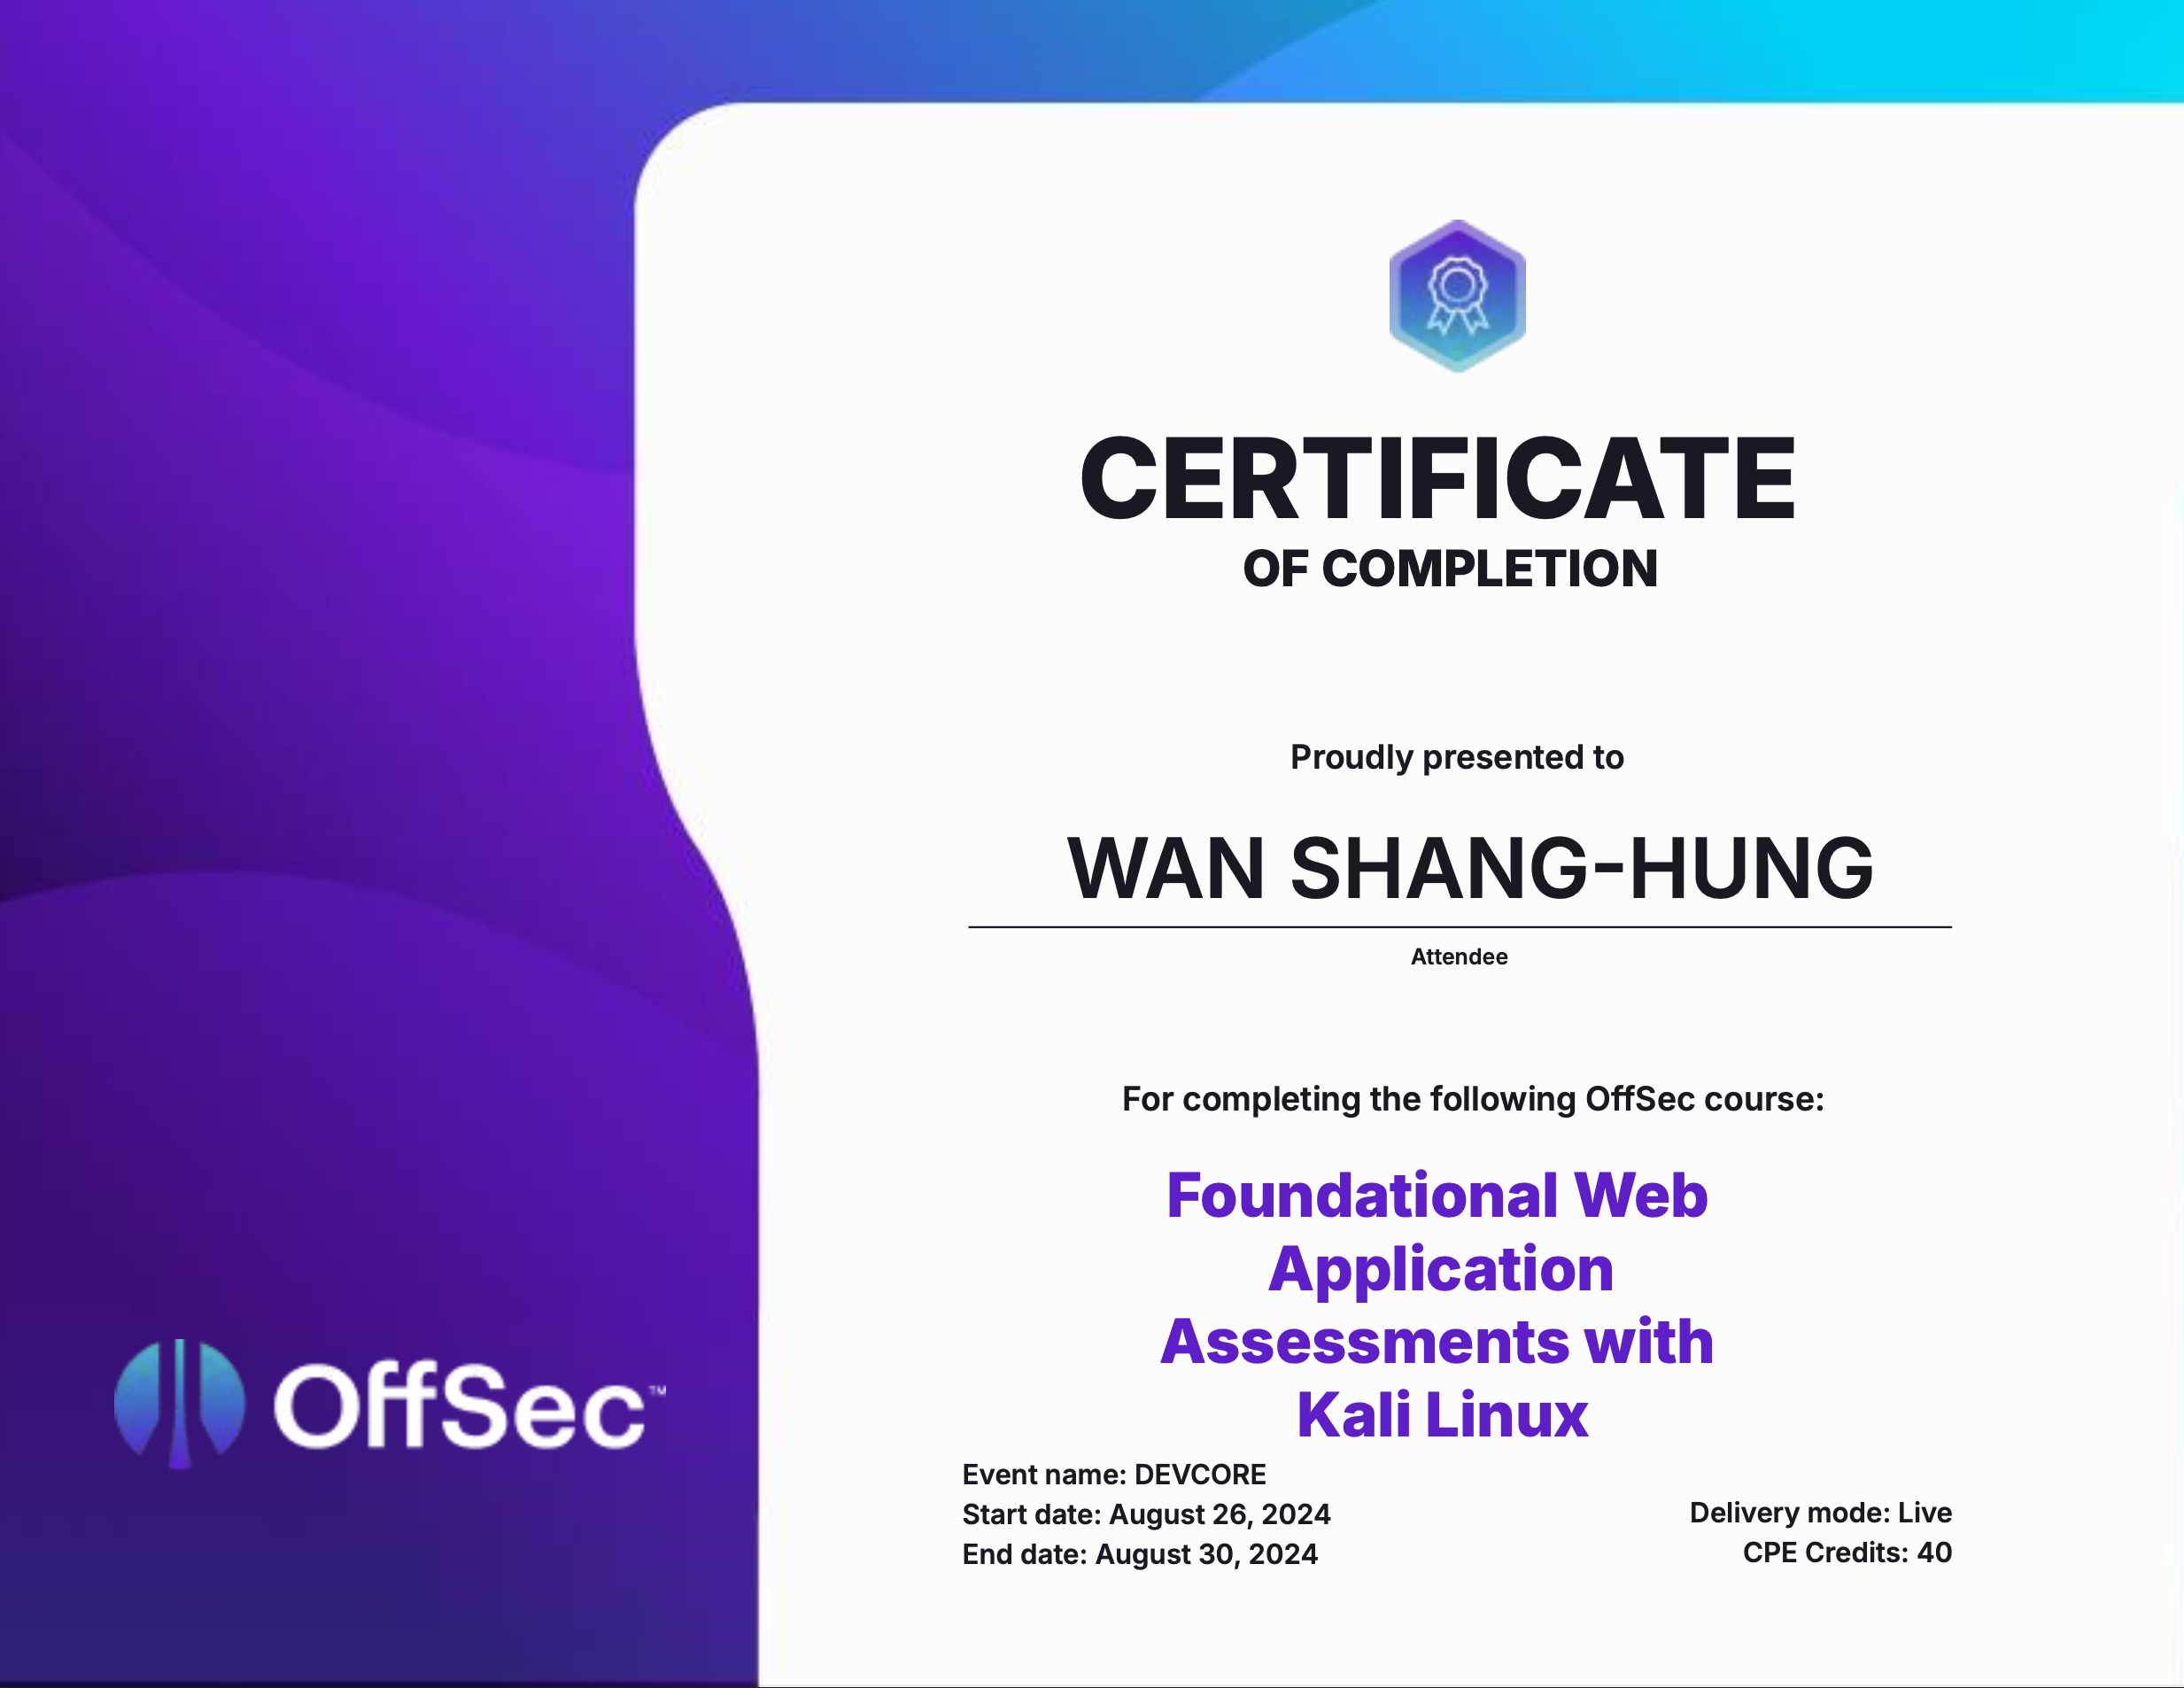 CERTIFICATE
OF COMPLETION
Proudly presented to
WAN SHANG-HUNG
Attendee
For completing the following OffSec course:
Foundational Web
Application
Assessments with
Kali Linux
OffSec™
Event name: DEVCORE
Start date: August 26, 2024
End date: August 30, 2024
Delivery mode: Live
CPE Credits: 40